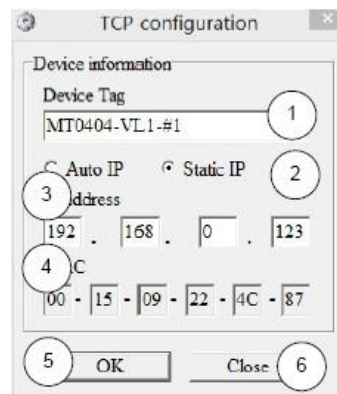 TCP configuration
Device information
Device Tag
MT0404-VL1-#1
1
Auto IP Static IP
2
3
ddress
192 . 168 . 0 . 123
4
C
00 - 15 - 09 - 22 - 4C - 87
5
OK
Close
6